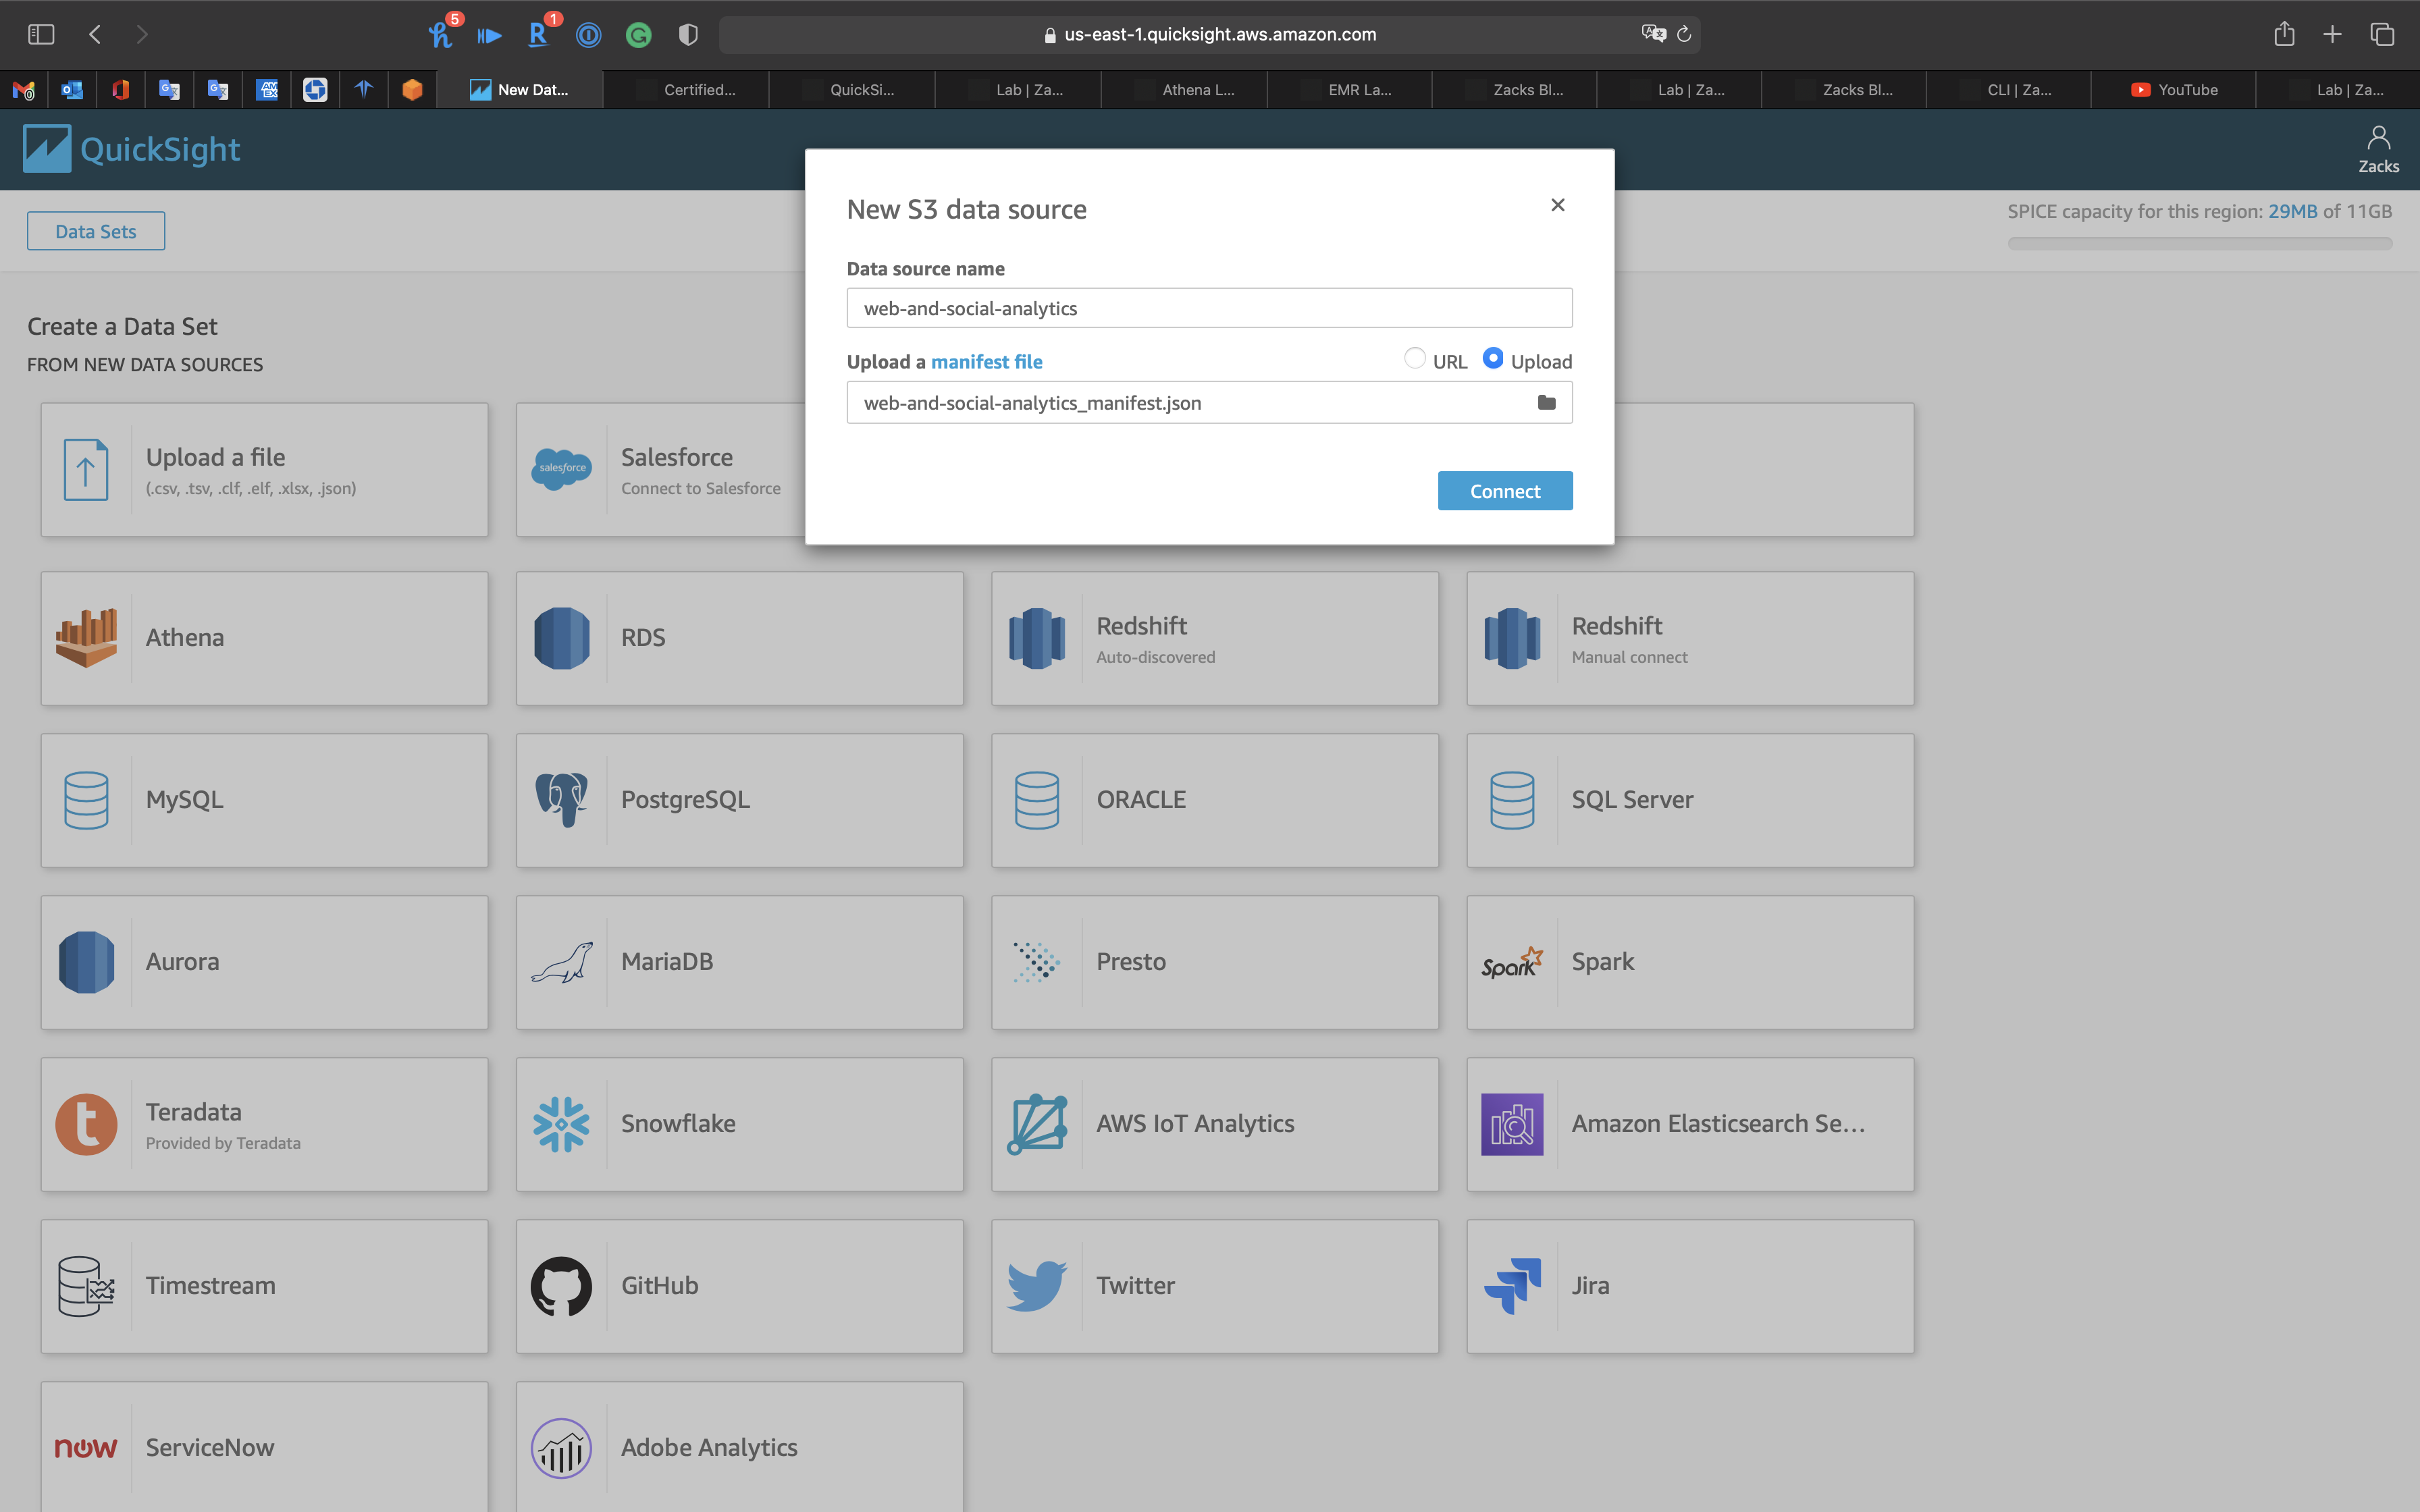 5
1
us-east-1.quicksight.aws.amazon.com
New Dat...
Certified...
QuickSi...
Lab | Za...
Athena L...
EMR La...
Zacks Bl...
Lab | Za...
Zacks Bl...
CLI | Za...
YouTube
Lab | Za...
QuickSight
Zacks
Data Sets
SPICE capacity for this region: 29MB of 11GB
New S3 data source
Data source name
web-and-social-analytics
Upload a manifest file
URL
Upload
web-and-social-analytics_manifest.json
Connect
Create a Data Set
FROM NEW DATA SOURCES
Upload a file
(.csv, .tsv, .clf, .elf, .xlsx, .json)
salesforce
Salesforce
Connect to Salesforce
Athena
RDS
Redshift
Auto-discovered
Redshift
Manual connect
MySQL
PostgreSQL
ORACLE
SQL Server
Aurora
MariaDB
Presto
Spark
Spark
t
Teradata
Provided by Teradata
Snowflake
AWS IoT Analytics
Amazon Elasticsearch Se...
Timestream
GitHub
Twitter
Jira
now
ServiceNow
Adobe Analytics